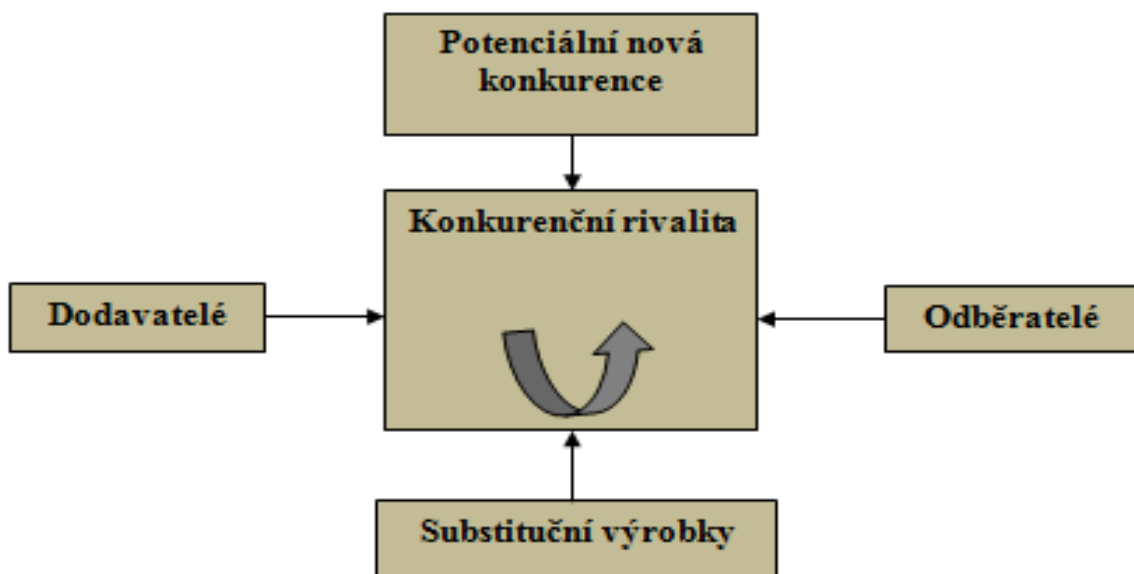 Potenciální nová
konkurence
Konkurenční rivalita
Dodavatelé
Odběratelé
Substituční výrobky